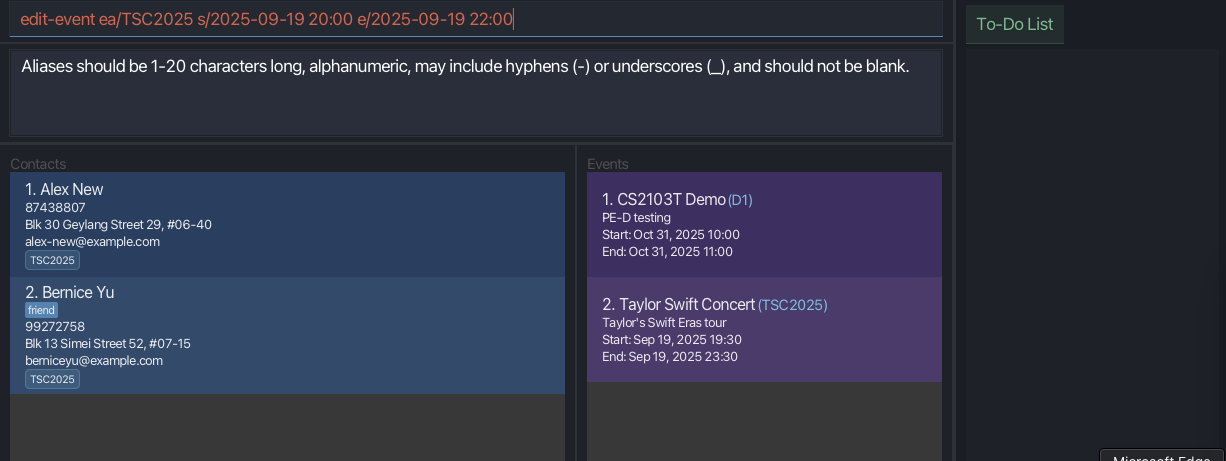 edit-event ea/TSC2025 s/2025-09-19 20:00 e/2025-09-19 22:00
To-Do List
Aliases should be 1-20 characters long, alphanumeric, may include hyphens (-) or underscores (_), and should not be blank.
Contacts
1. Alex New
87438807
Blk 30 Geylang Street 29, #06-40
alex-new@example.com
TSC2025
2. Bernice Yu
friend
99272758
Blk 13 Simei Street 52, #07-15
berniceyu@example.com
TSC2025
Events
1. CS2103T Demo (D1)
PE-D testing
Start: Oct 31, 2025 10:00
End: Oct 31, 2025 11:00
2. Taylor Swift Concert (TSC2025)
Taylor's Swift Eras tour
Start: Sep 19, 2025 19:30
End: Sep 19, 2025 23:30
Microsoft Edge